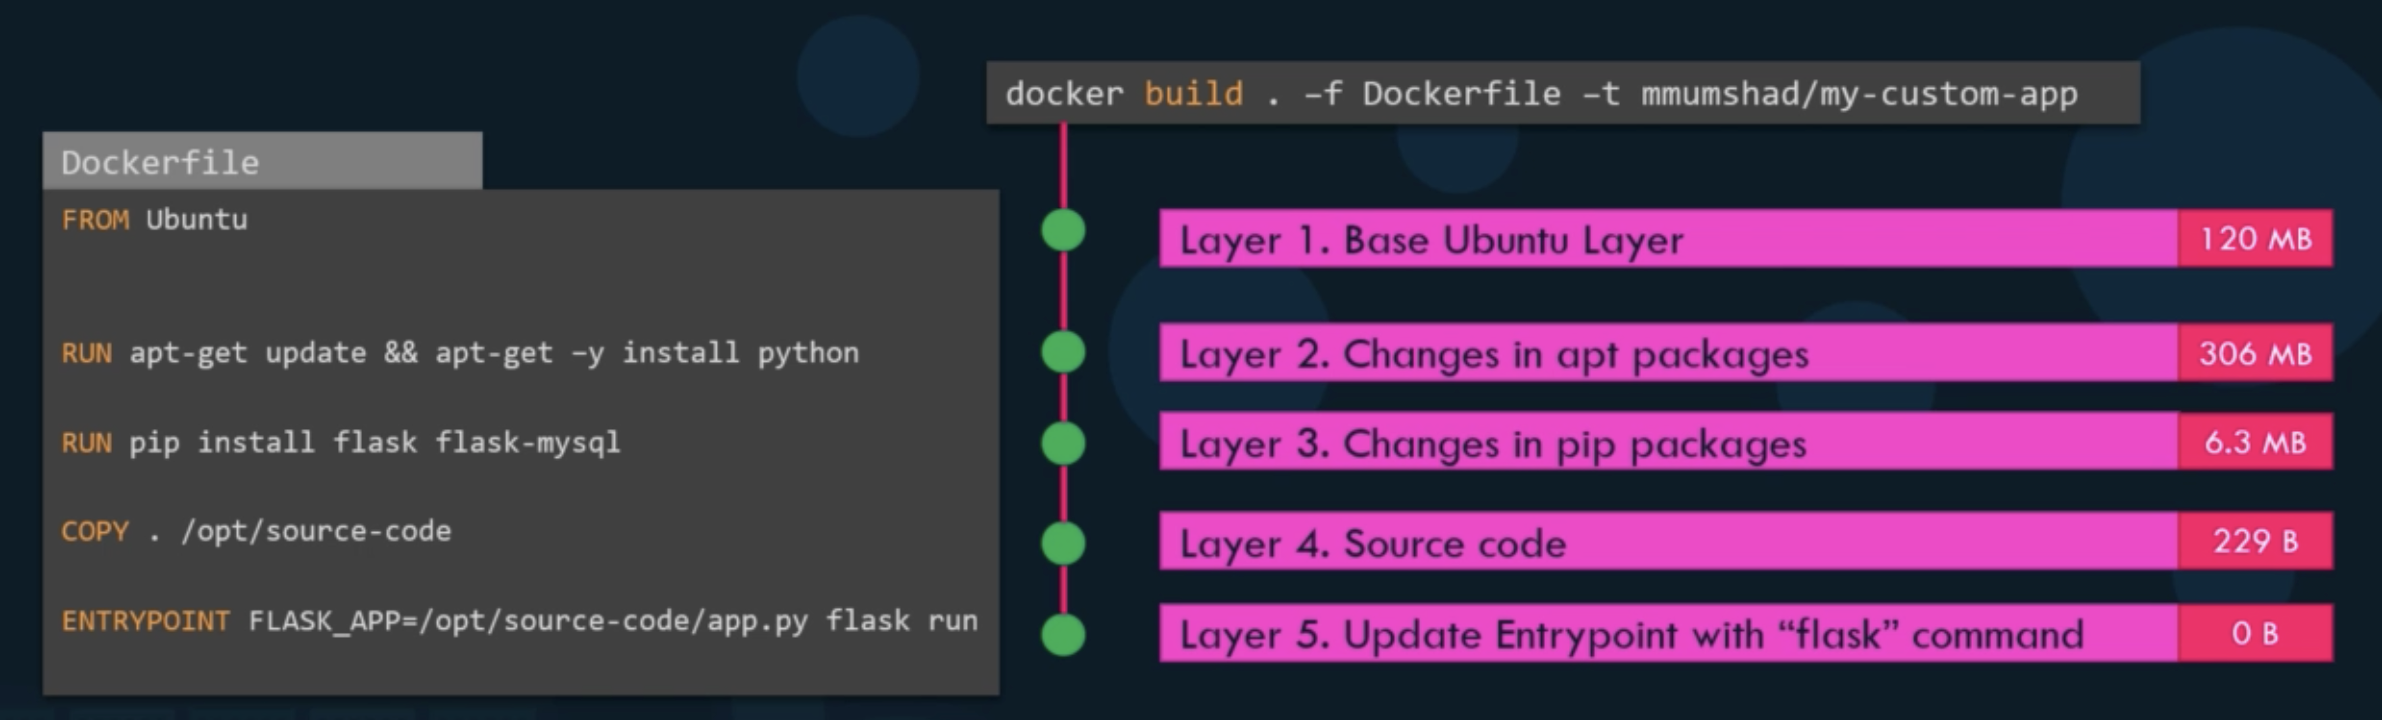 docker build . –f Dockerfile –t mmumshad/my-custom-app
Dockerfile
FROM Ubuntu
RUN apt-get update && apt-get –y install python
RUN pip install flask flask-mysql
COPY . /opt/source-code
ENTRYPOINT FLASK_APP=/opt/source-code/app.py flask run
Layer 1. Base Ubuntu Layer 120 MB
Layer 2. Changes in apt packages 306 MB
Layer 3. Changes in pip packages 6.3 MB
Layer 4. Source code 229 B
Layer 5. Update Entrypoint with “flask” command 0 B